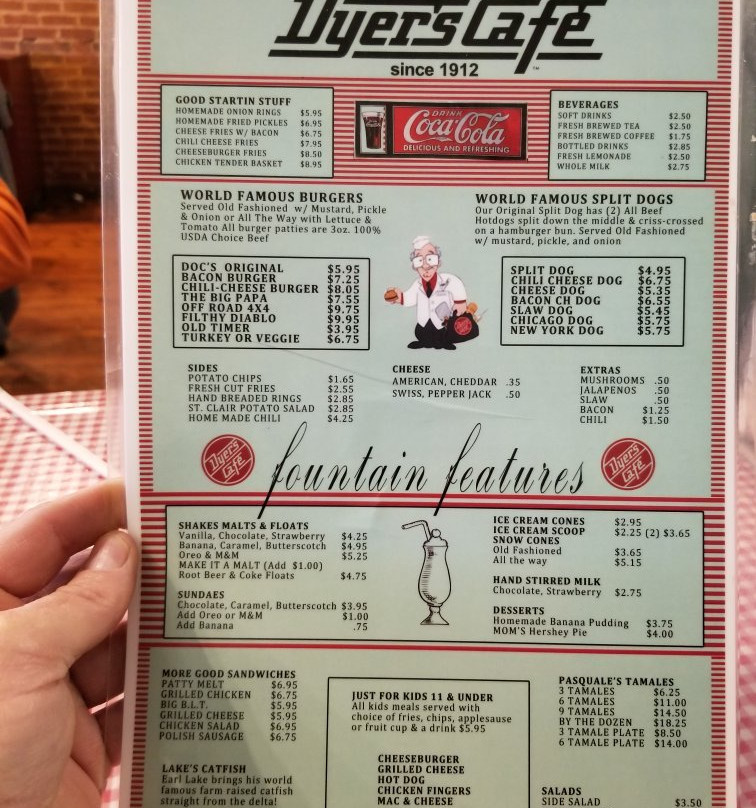 Dyer's Café
since 1912
GOOD STARTIN STUFF
HOMEMADE ONION RINGS $5.95
HOMEMADE FRIED PICKLES $6.95
CHEESE FRIES W/ BACON $6.75
CHILI CHEESE FRIES $7.95
CHEESEBURGER FRIES $8.50
CHICKEN TENDER BASKET $8.95
DRINK
Coca-Cola
DELICIOUS AND REFRESHING
BEVERAGES
SOFT DRINKS $2.50
FRESH BREWED TEA $2.50
FRESH BREWED COFFEE $1.75
BOTTLED DRINKS $2.85
FRESH LEMONADE $2.50
WHOLE MILK $2.75
WORLD FAMOUS BURGERS
Served Old Fashioned w/ Mustard, Pickle
& Onion or All The Way with Lettuce &
Tomato All burger patties are 3oz. 100%
USDA Choice Beef
DOC'S ORIGINAL $5.95
BACON BURGER $7.25
CHILI-CHEESE BURGER $8.05
THE BIG PAPA $7.55
OFF ROAD 4X4 $9.75
FILTHY DIABLO $9.95
OLD TIMER $3.95
TURKEY OR VEGGIE $6.75
WORLD FAMOUS SPLIT DOGS
Our Original Split Dog has (2) All Beef
Hotdogs split down the middle & criss-crossed
on a hamburger bun. Served Old Fashioned
w/ mustard, pickle, and onion
SPLIT DOG $4.95
CHILI CHEESE DOG $6.75
CHEESE DOG $5.35
BACON CH DOG $6.55
SLAW DOG $5.45
CHICAGO DOG $5.75
NEW YORK DOG $5.75
SIDES
POTATO CHIPS $1.65
FRESH CUT FRIES $2.55
HAND BREADED RINGS $2.85
ST. CLAIR POTATO SALAD $2.85
HOME MADE CHILI $4.25
CHEESE
AMERICAN, CHEDDAR .35
SWISS, PEPPER JACK .50
EXTRAS
MUSHROOMS .50
JALAPENOS .50
SLAW .50
BACON $1.25
CHILI $1.50
Dyer's Café
fountain features
Dyer's Café
SHAKES MALTS & FLOATS
Vanilla, Chocolate, Strawberry $4.25
Banana, Caramel, Butterscotch $4.95
Oreo & M&M $5.25
MAKE IT A MALT (Add $1.00)
Root Beer & Coke Floats $4.75
SUNDAES
Chocolate, Caramel, Butterscotch $3.95
Add Oreo or M&M $1.00
Add Banana .75
ICE CREAM CONES $2.95
ICE CREAM SCOOP $2.25 (2) $3.65
SNOW CONES
Old Fashioned $3.65
All the way $5.15
HAND STIRRED MILK
Chocolate, Strawberry $2.75
DESSERTS
Homemade Banana Pudding $3.75
MOM'S Hershey Pie $4.00
MORE GOOD SANDWICHES
PATTY MELT $6.95
GRILLED CHICKEN $6.75
BIG B.L.T. $5.95
GRILLED CHEESE $5.95
CHICKEN SALAD $6.95
POLISH SAUSAGE $6.75
LAKE'S CATFISH
Earl Lake brings his world
famous farm raised catfish
straight from the delta!
JUST FOR KIDS 11 & UNDER
All kids meals served with
choice of fries, chips, applesause
or fruit cup & a drink $5.95
CHEESEBURGER
GRILLED CHEESE
HOT DOG
CHICKEN FINGERS
MAC & CHEESE
PASQUALE'S TAMALES
3 TAMALES $6.25
6 TAMALES $11.00
9 TAMALES $14.50
BY THE DOZEN $18.25
3 TAMALE PLATE $8.50
6 TAMALE PLATE $14.00
SALADS
SIDE SALAD $3.50